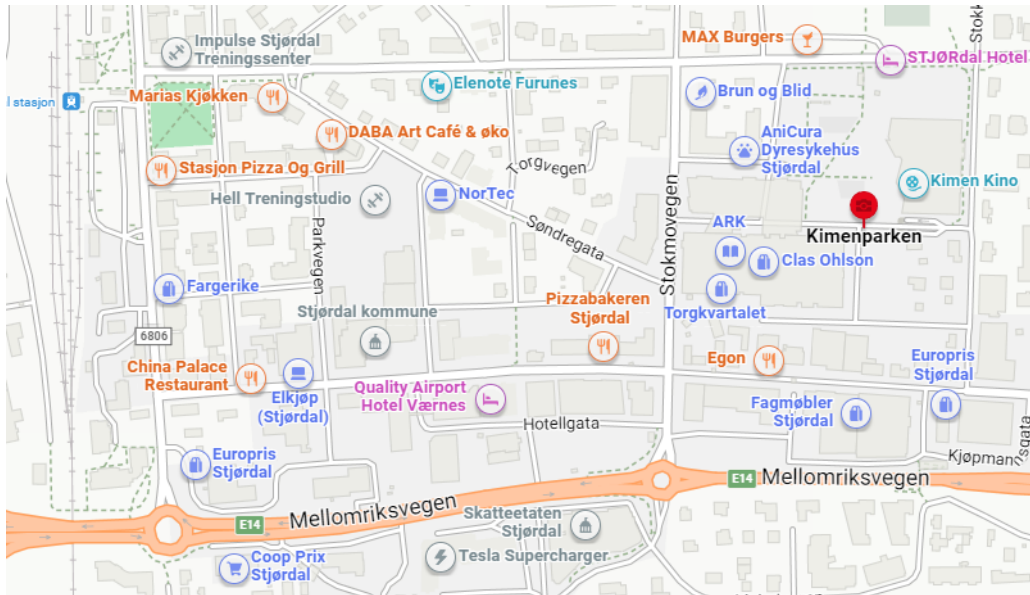 Impulse Stjørdal
Treningssenter
MAX Burgers
STJØRdal Hotel
Elenote Furunes
Marias Kjøkken
Brun og Blid
l stasjon
DABA Art Café & øko
AniCura
Dyresykehus
Stjørdal
Stasjon Pizza Og Grill
Torgvegen
Kimen Kino
Hell Treningstudio
NorTec
Stokmovegen
Søndregata
ARK
Kimenparken
Parkvegen
Clas Ohlson
Fargerike
Torgkvartalet
Pizzabakeren
Stjørdal
Stjørdal kommune
6806
Egon
Europris
Stjørdal
China Palace
Restaurant
Elkjøp
(Stjørdal)
Quality Airport
Hotel Værnes
Fagmøbler
Stjørdal
Hotellgata
Europris
Stjørdal
Kjøpmannsgata
E14
Mellomriksvegen
E14
Mellomriksvegen
Skatteetaten
Stjørdal
Tesla Supercharger
Coop Prix
Stjørdal